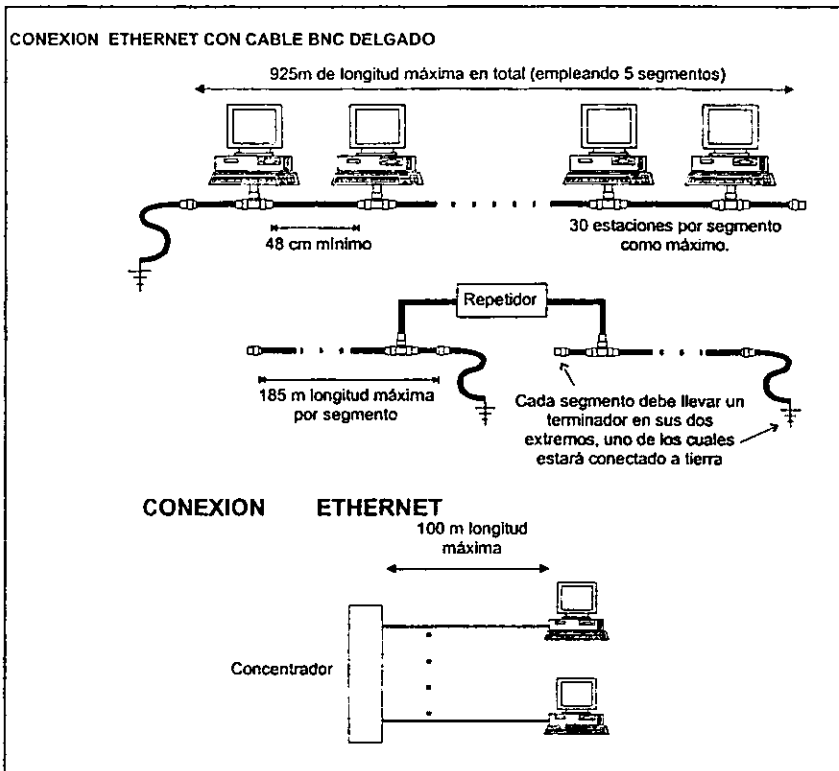 CONEXION ETHERNET CON CABLE BNC DELGADO
925m de longitud máxima en total (empleando 5 segmentos)
48 cm mínimo
30 estaciones por segmento
como máximo.
Repetidor
185 m longitud máxima
por segmento
Cada segmento debe llevar un
terminador en sus dos
extremos, uno de los cuales
estará conectado a tierra
CONEXION ETHERNET
100 m longitud
máxima
Concentrador